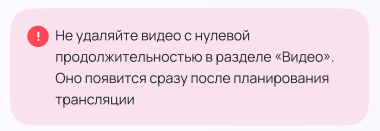 Не удаляйте видео с нулевой
продолжительностью в разделе «Видео».
Оно появится сразу после планирования
трансляции